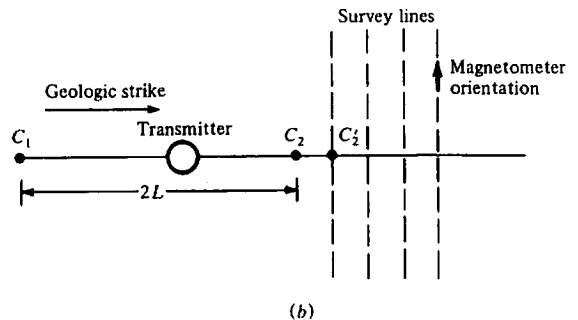 Survey lines
Magnetometer
orientation
Geologic strike
Transmitter
C₁
C₂
C₂′
2L
(b)